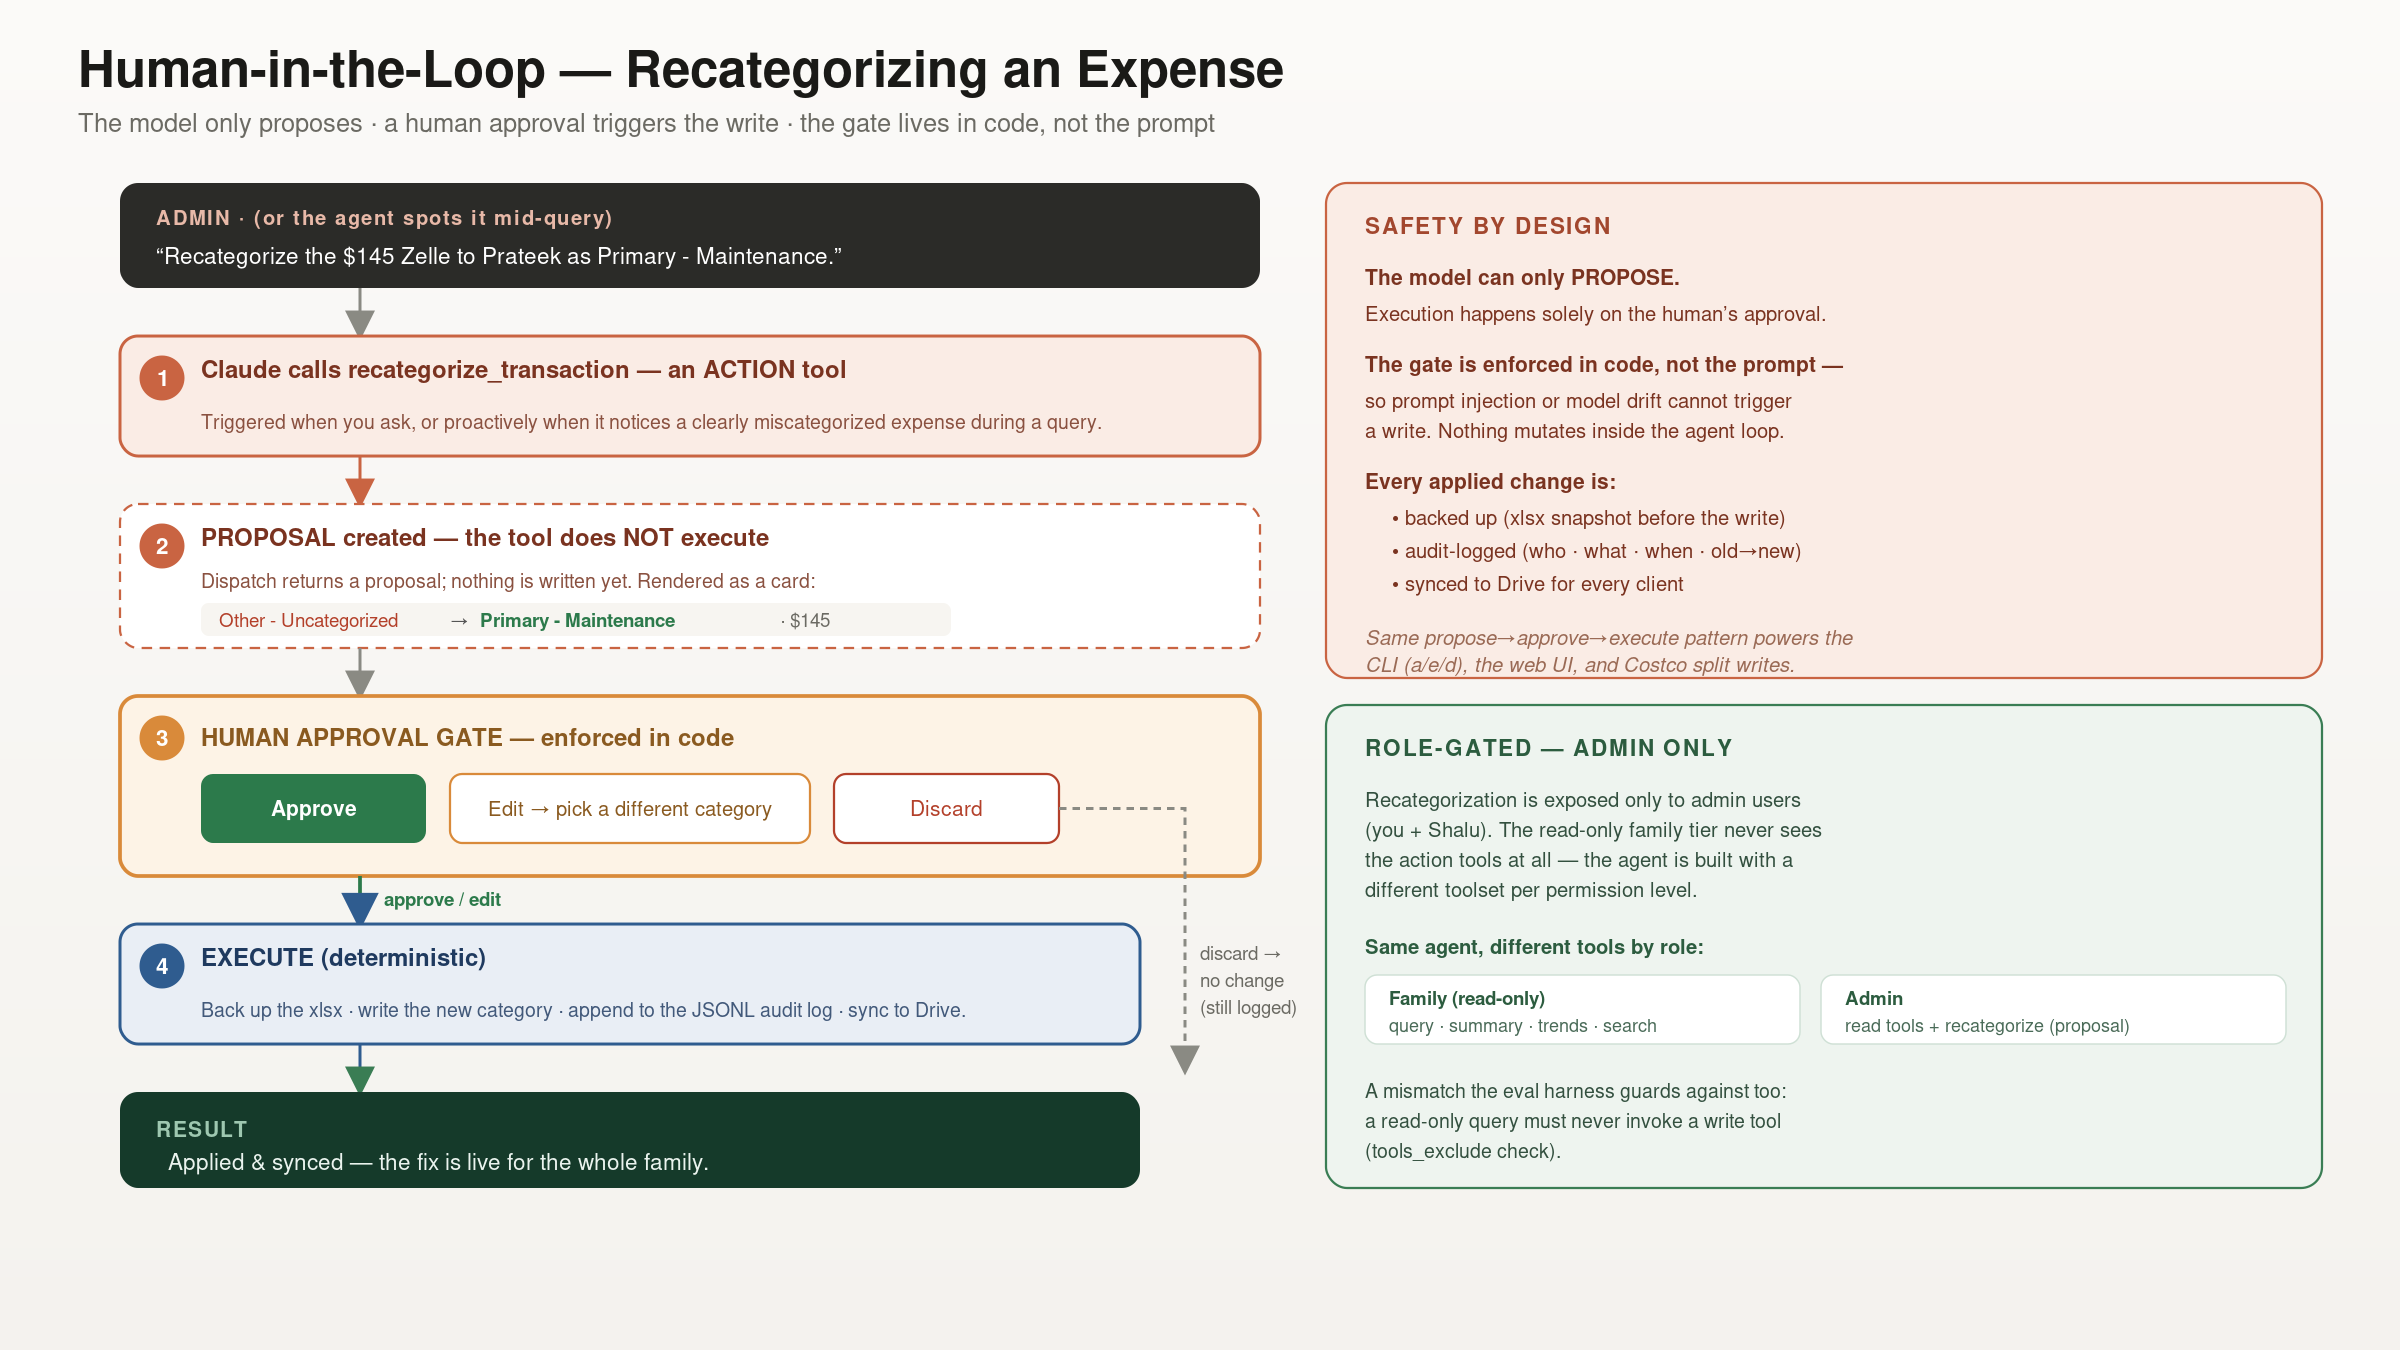 Human-in-the-Loop — Recategorizing an Expense
The model only proposes · a human approval triggers the write · the gate lives in code, not the prompt
ADMIN · (or the agent spots it mid-query)
“Recategorize the $145 Zelle to Prateek as Primary - Maintenance.”
1
Claude calls recategorize_transaction — an ACTION tool
Triggered when you ask, or proactively when it notices a clearly miscategorized expense during a query.
2
PROPOSAL created — the tool does NOT execute
Dispatch returns a proposal; nothing is written yet. Rendered as a card:
Other - Uncategorized → Primary - Maintenance · $145
3
HUMAN APPROVAL GATE — enforced in code
Approve
Edit → pick a different category
Discard
approve / edit
4
EXECUTE (deterministic)
Back up the xlsx · write the new category · append to the JSONL audit log · sync to Drive.
discard →
no change
(still logged)
RESULT
Applied & synced — the fix is live for the whole family.
SAFETY BY DESIGN
The model can only PROPOSE.
Execution happens solely on the human’s approval.
The gate is enforced in code, not the prompt —
so prompt injection or model drift cannot trigger
a write. Nothing mutates inside the agent loop.
Every applied change is:
• backed up (xlsx snapshot before the write)
• audit-logged (who · what · when · old→new)
• synced to Drive for every client
Same propose→approve→execute pattern powers the
CLI (a/e/d), the web UI, and Costco split writes.
ROLE-GATED — ADMIN ONLY
Recategorization is exposed only to admin users
(you + Shalu). The read-only family tier never sees
the action tools at all — the agent is built with a
different toolset per permission level.
Same agent, different tools by role:
Family (read-only)
query · summary · trends · search
Admin
read tools + recategorize (proposal)
A mismatch the eval harness guards against too:
a read-only query must never invoke a write tool
(tools_exclude check).